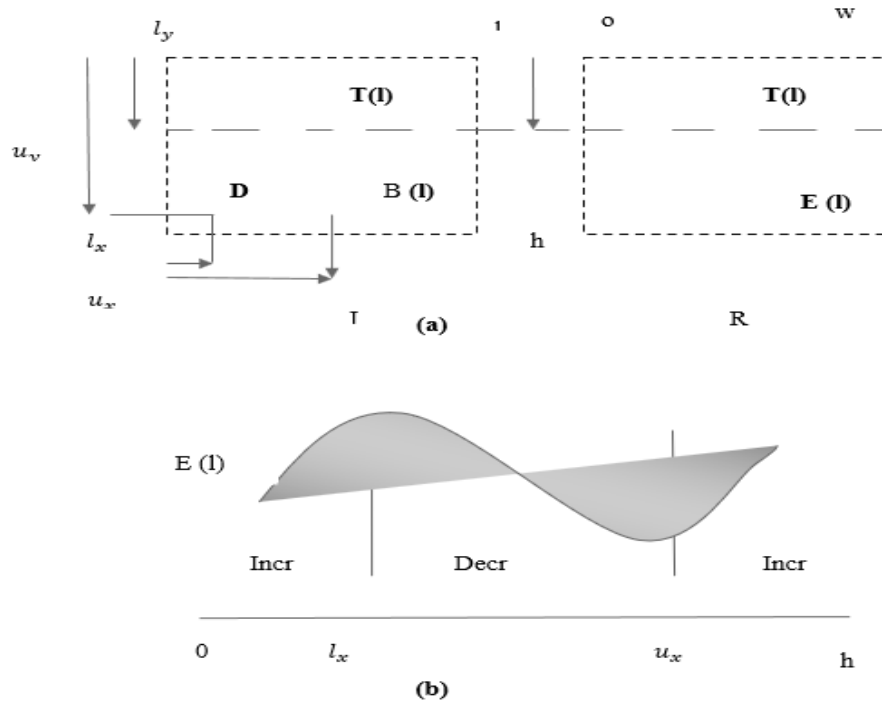 l_y o w
T(l) T(l)
u_v
D B (l) E (l)
l_x h
u_x
(a) R
E (l)
Incr Decr Incr
0 l_x u_x h
(b)